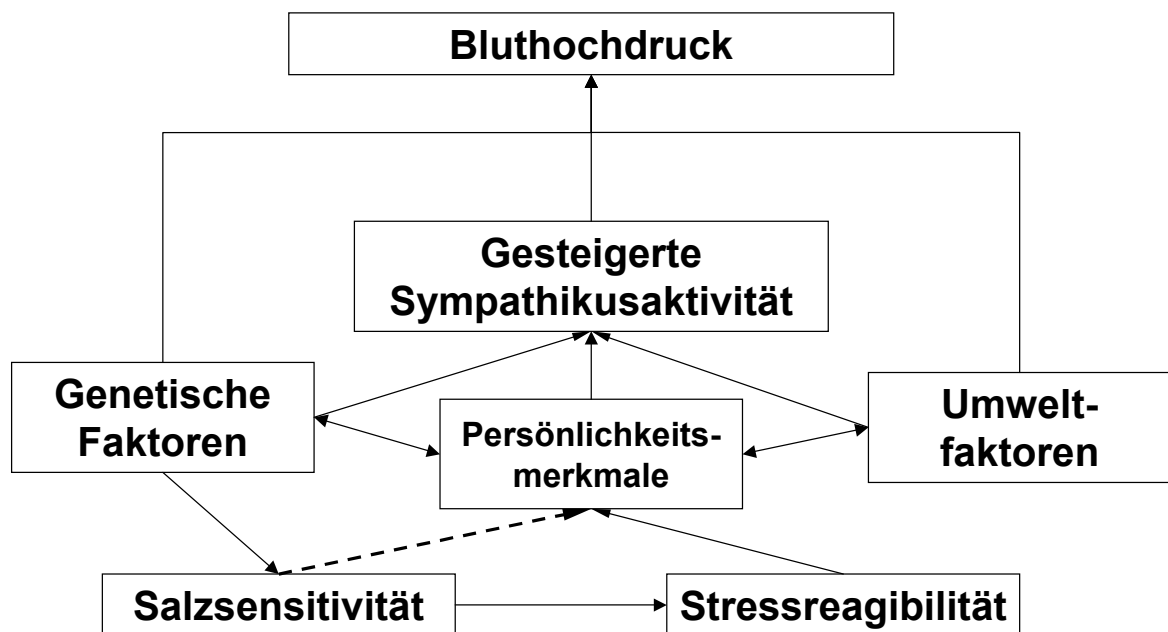 Bluthochdruck
Gesteigerte
Sympathikusaktivität
Genetische
Faktoren
Persönlichkeits-
merkmale
Umwelt-
faktoren
Salzsensitivität
Stressreagibilität